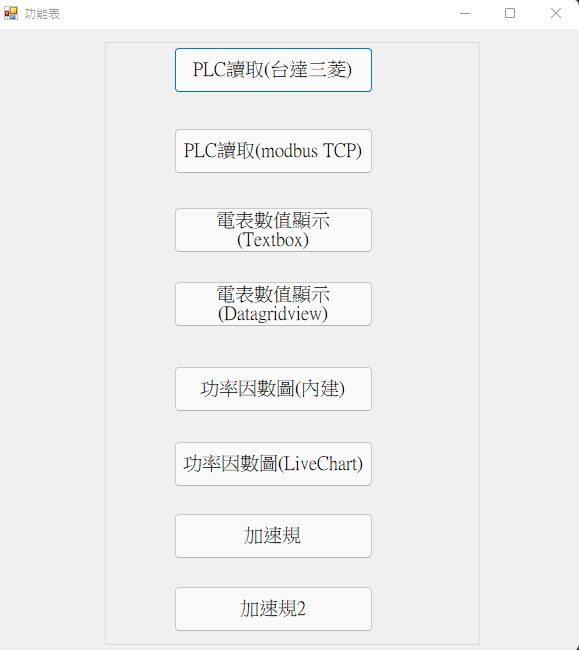 功能表
PLC讀取(台達三菱)
PLC讀取(modbus TCP)
電表數值顯示
(Textbox)
電表數值顯示
(Datagridview)
功率因數圖(內建)
功率因數圖(LiveChart)
加速規
加速規2